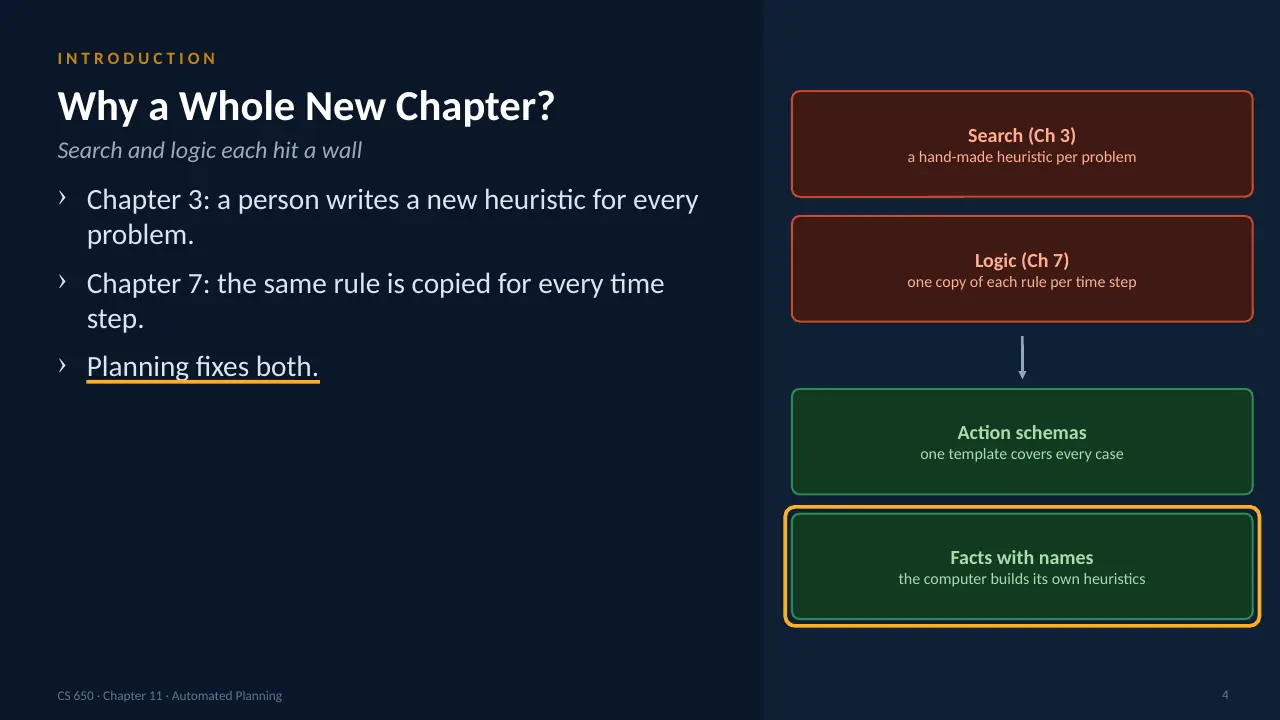 INTRODUCTION
Why a Whole New Chapter?
Search and logic each hit a wall
› Chapter 3: a person writes a new heuristic for every
problem.
› Chapter 7: the same rule is copied for every time
step.
› Planning fixes both.
Search (Ch 3)
a hand-made heuristic per problem
Logic (Ch 7)
one copy of each rule per time step
Action schemas
one template covers every case
Facts with names
the computer builds its own heuristics
CS 650 · Chapter 11 · Automated Planning
4